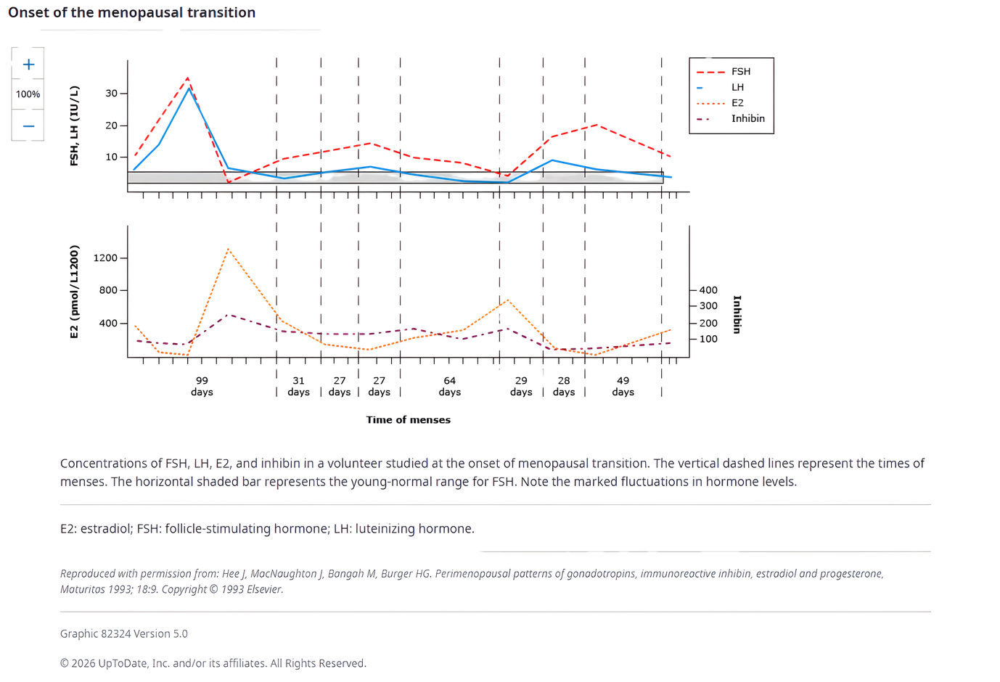 Onset of the menopausal transition
+
100%
−
FSH, LH (IU/L)
30
20
10
FSH
LH
E2
Inhibin
E2 (pmol/L1200)
1200
800
400
400
300
200
100
Inhibin
99 days
31 days
27 days
27 days
64 days
29 days
28 days
49 days
Time of menses
Concentrations of FSH, LH, E2, and inhibin in a volunteer studied at the onset of menopausal transition. The vertical dashed lines represent the times of
menses. The horizontal shaded bar represents the young-normal range for FSH. Note the marked fluctuations in hormone levels.
E2: estradiol; FSH: follicle-stimulating hormone; LH: luteinizing hormone.
Reproduced with permission from: Hee J, MacNaughton J, Bangah M, Burger HG. Perimenopausal patterns of gonadotropins, immunoreactive inhibin, estradiol and progesterone,
Maturitas 1993; 18:9. Copyright © 1993 Elsevier.
Graphic 82324 Version 5.0
© 2026 UpToDate, Inc. and/or its affiliates. All Rights Reserved.